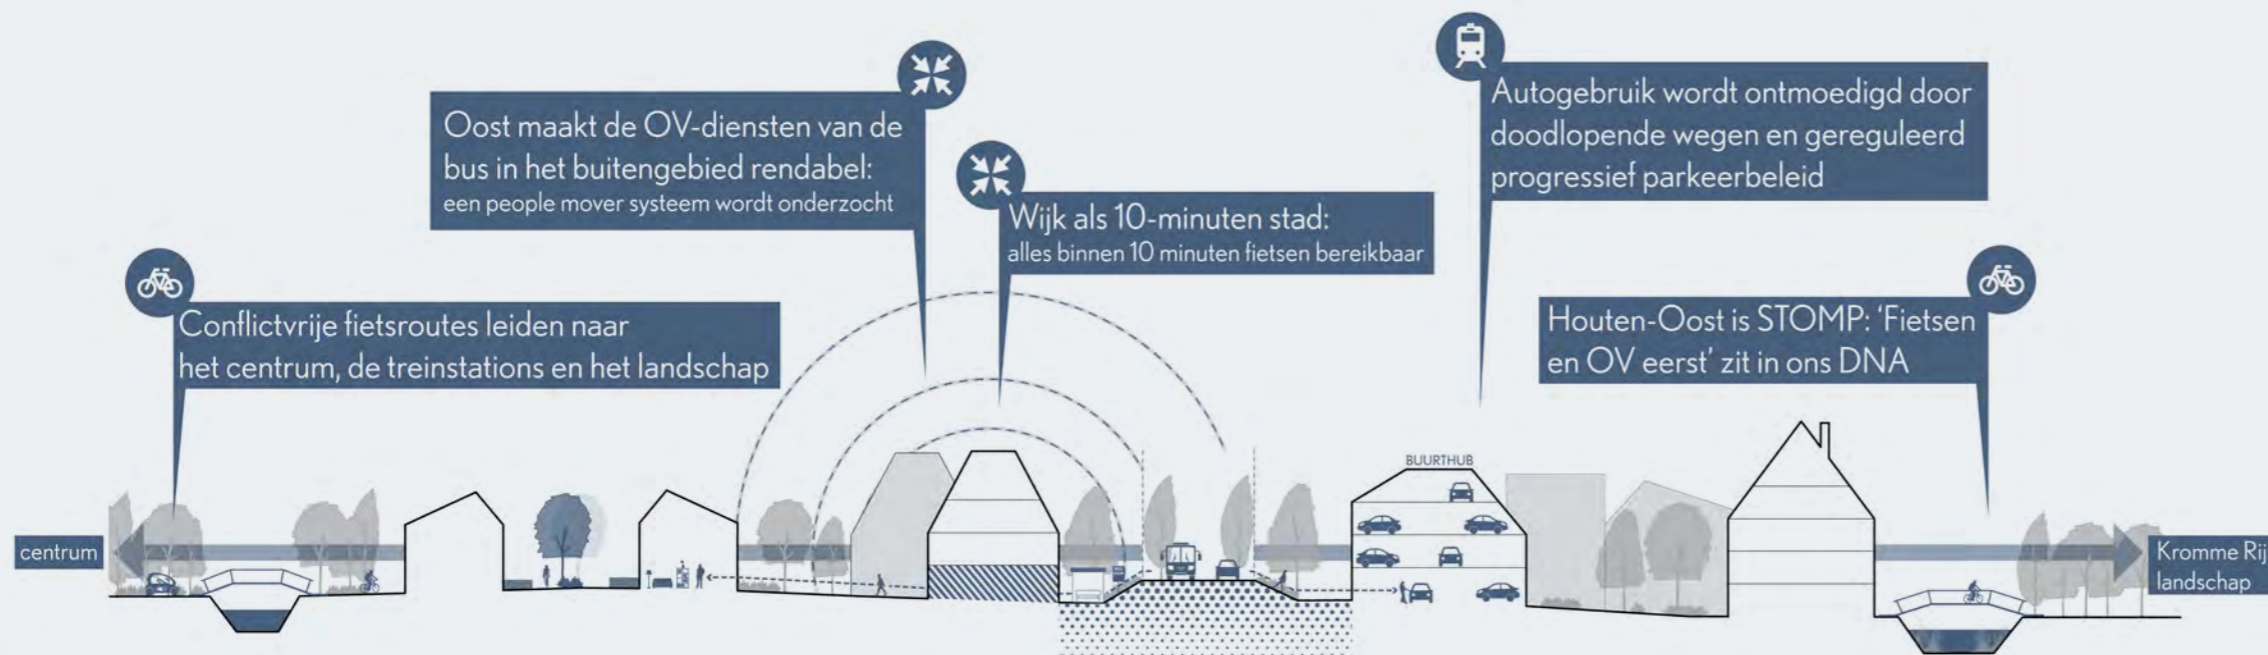 Oost maakt de OV-diensten van de
bus in het buitengebied rendabel:
een people mover systeem wordt onderzocht
Autogebruik wordt ontmoedigd door
doodlopende wegen en gereguleerd
progressief parkeerbeleid
Wijk als 10-minuten stad:
alles binnen 10 minuten fietsen bereikbaar
Conflictvrije fietsroutes leiden naar
het centrum, de treinstations en het landschap
Houten-Oost is STOMP: ‘Fietsen
en OV eerst’ zit in ons DNA
BUURTHUB
centrum
Kromme Rij
landschap